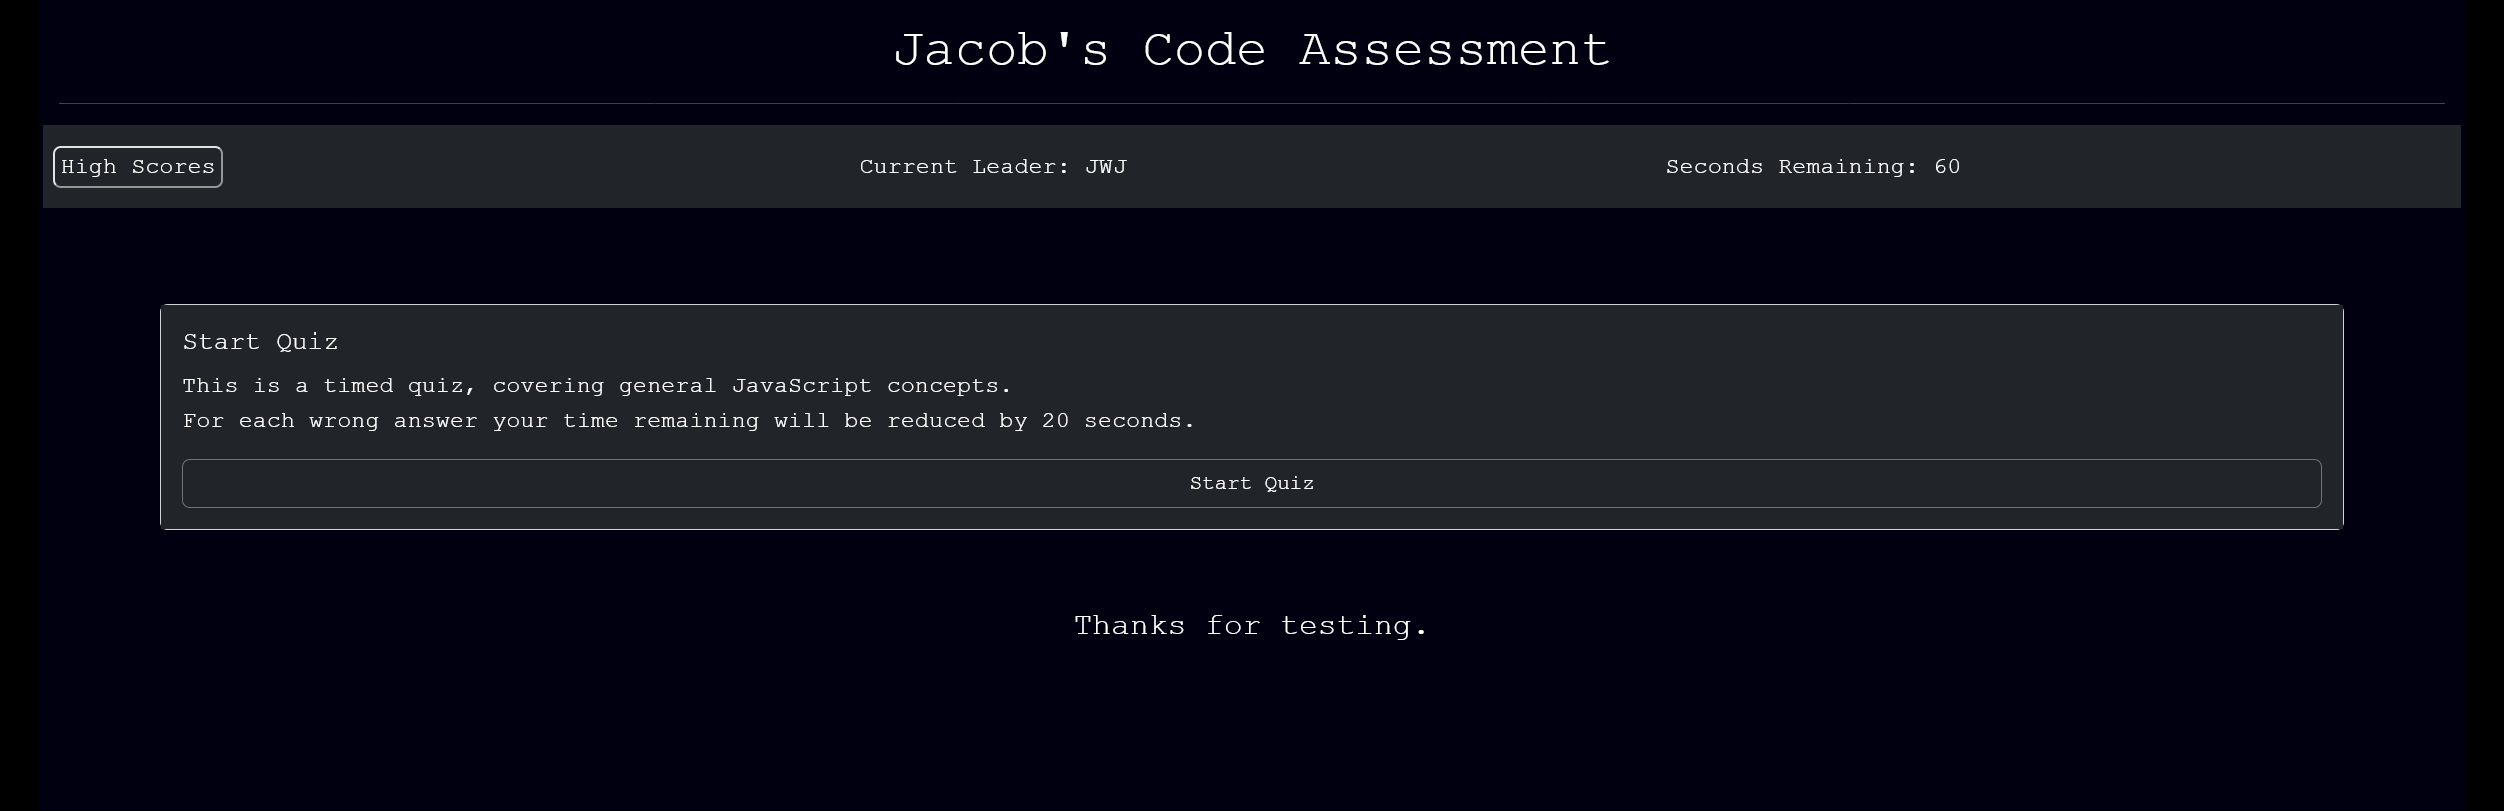 Jacob's Code Assessment
High Scores
Current Leader: JWJ
Seconds Remaining: 60
Start Quiz
This is a timed quiz, covering general JavaScript concepts.
For each wrong answer your time remaining will be reduced by 20 seconds.
Start Quiz
Thanks for testing.